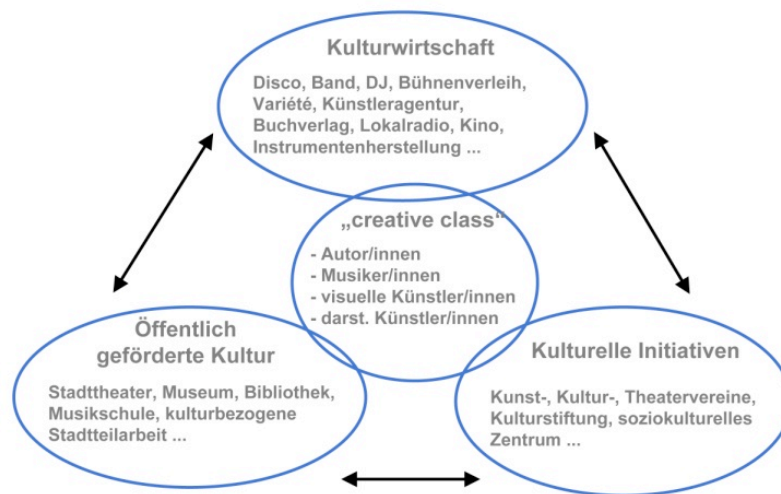 Kulturwirtschaft
Disco, Band, DJ, Bühnenverleih,
Variété, Künstleragentur,
Buchverlag, Lokalradio, Kino,
Instrumentenherstellung ...
„creative class“
- Autor/innen
- Musiker/innen
- visuelle Künstler/innen
- darst. Künstler/innen
Öffentlich
geförderte Kultur
Stadttheater, Museum, Bibliothek,
Musikschule, kulturbezogene
Stadtteilarbeit ...
Kulturelle Initiativen
Kunst-, Kultur-, Theatervereine,
Kulturstiftung, soziokulturelles
Zentrum ...